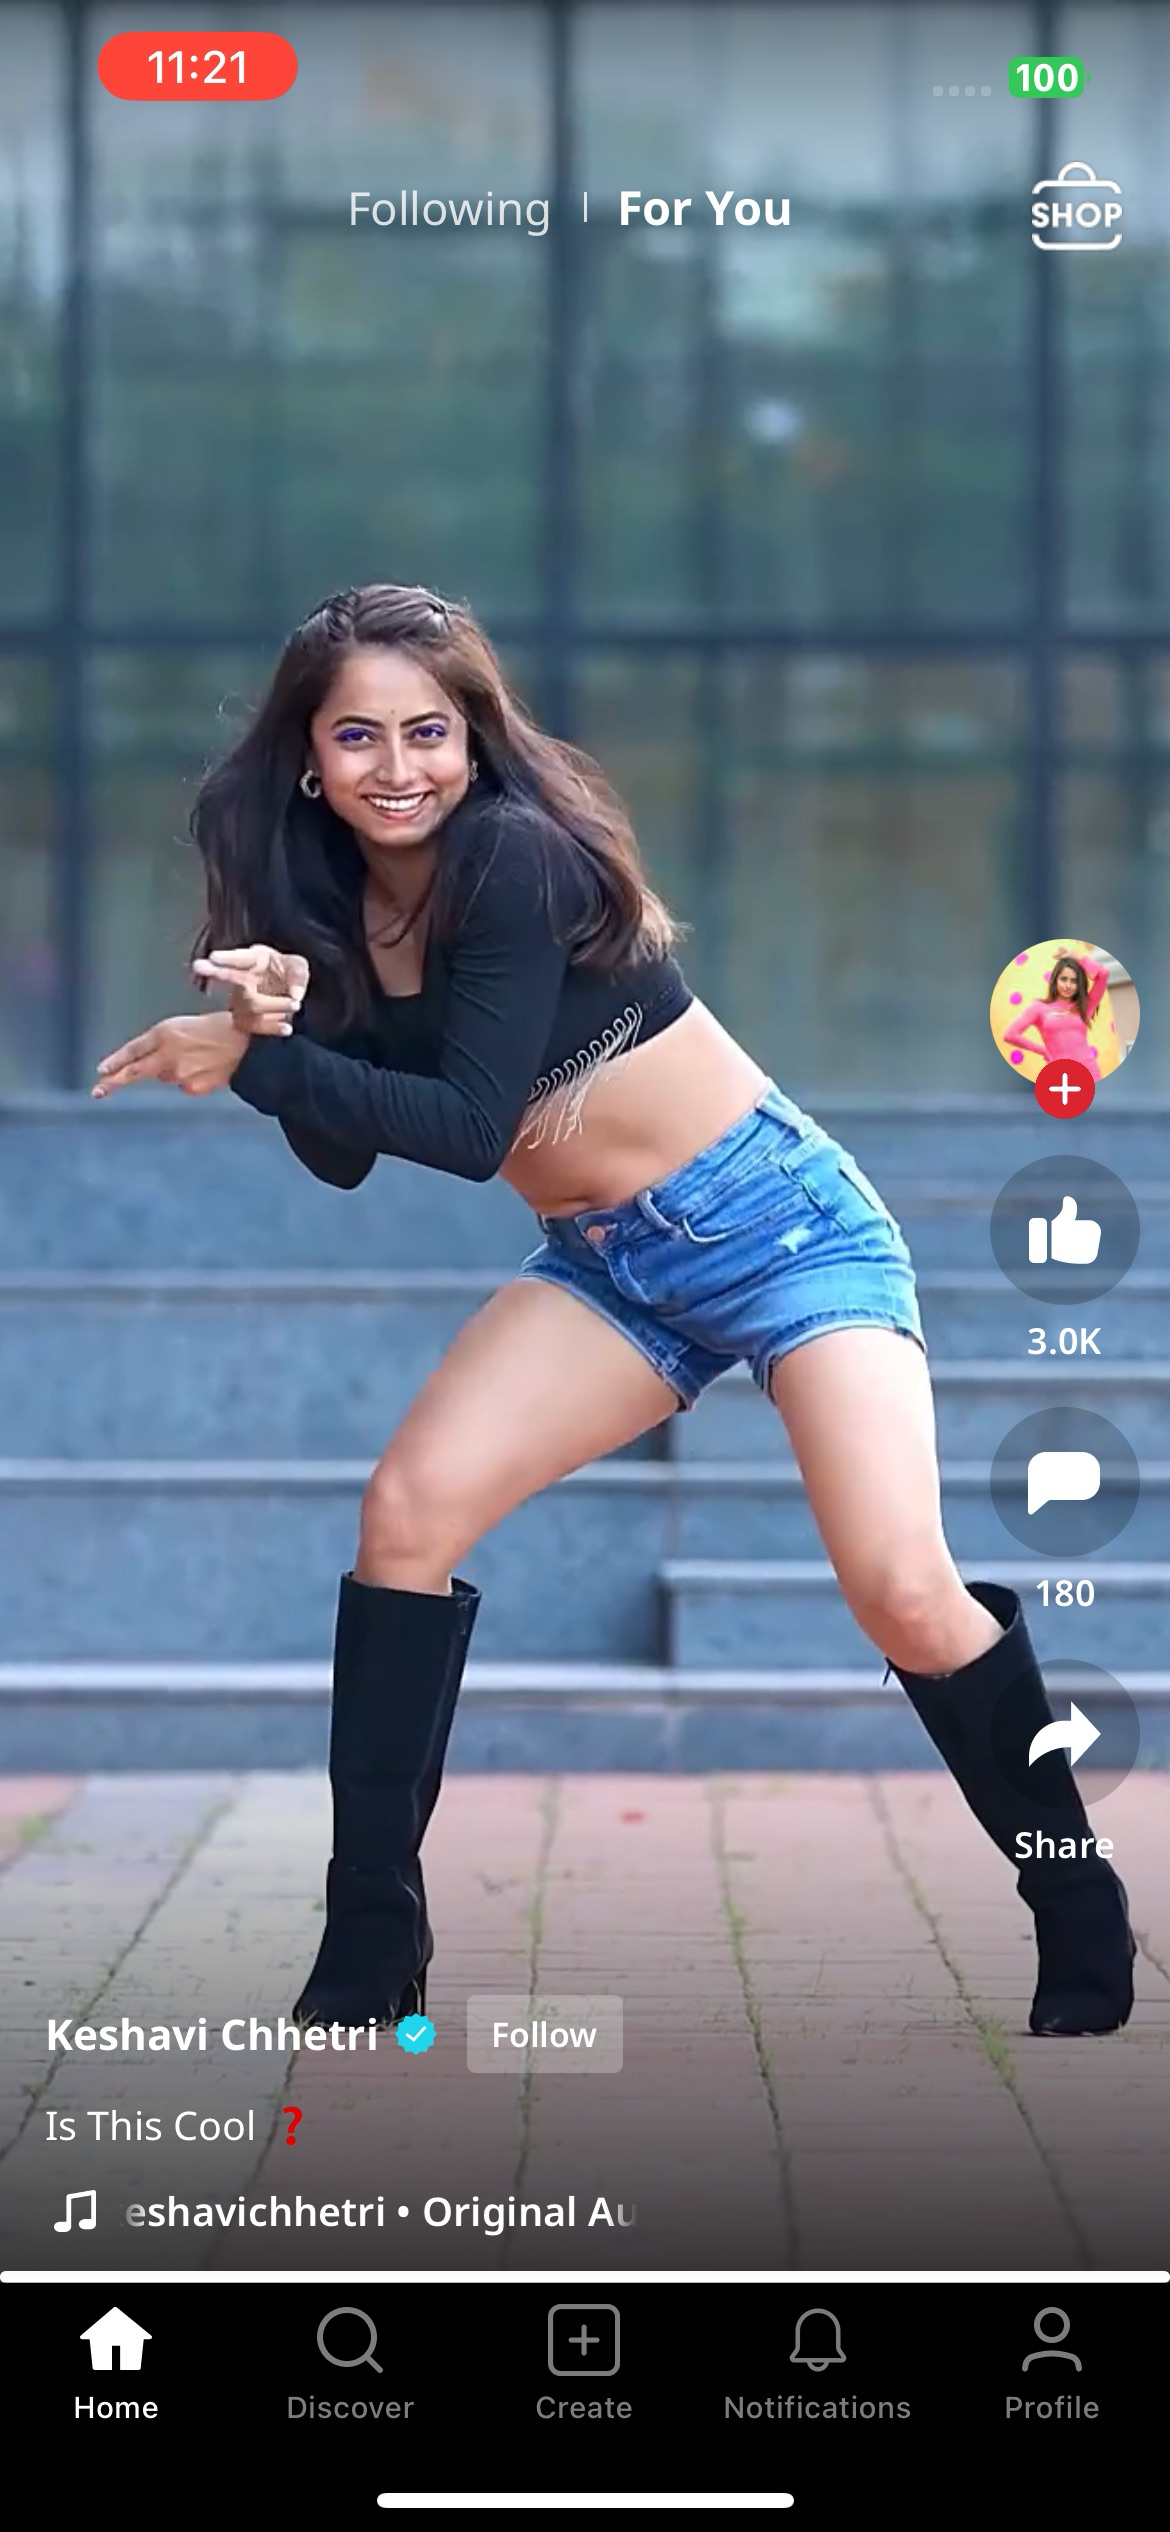 11:21
100
Following | For You
SHOP
3.0K
180
Share
Keshavi Chhetri Follow
Is This Cool ❓
eshavichhetri • Original Au
Home Discover Create Notifications Profile